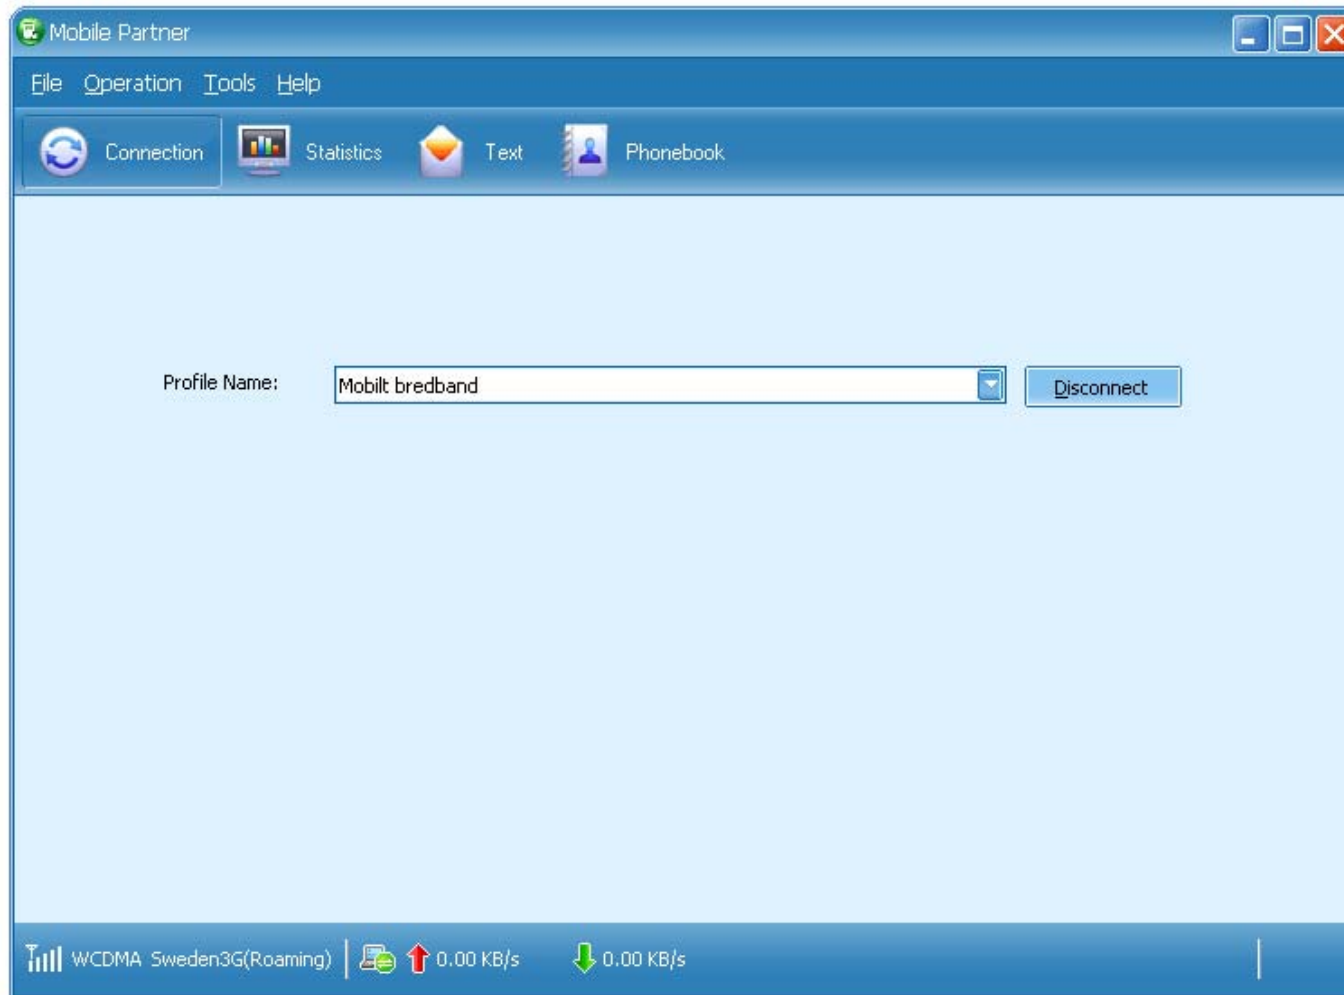 Mobile Partner
File Operation Tools Help
Connection Statistics Text Phonebook
Profile Name: Mobilt bredband Disconnect
WCDMA Sweden3G(Roaming) 0.00 KB/s 0.00 KB/s